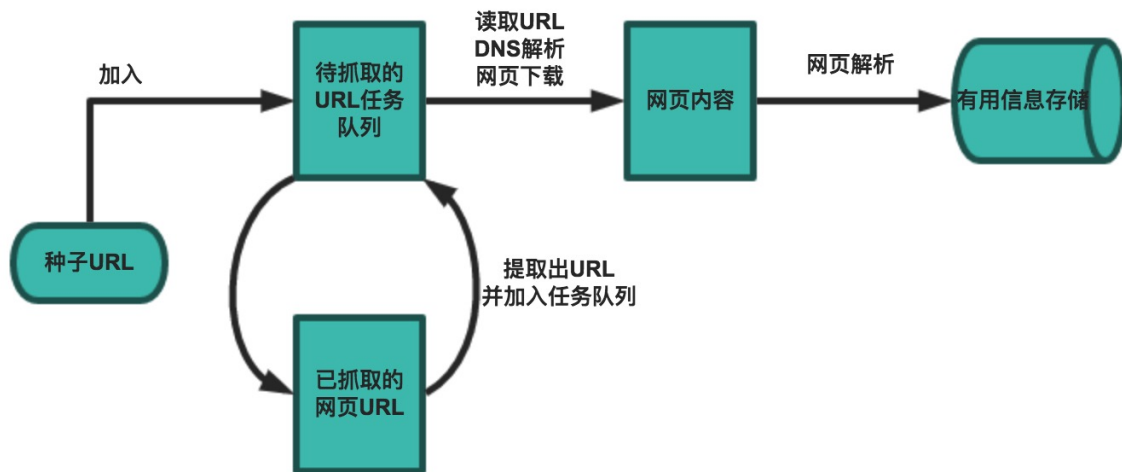 加入
待抓取的
URL任务
队列
读取URL
DNS解析
网页下载
网页内容
网页解析
有用信息存储
种子URL
提取出URL
并加入任务队列
已抓取的
网页URL